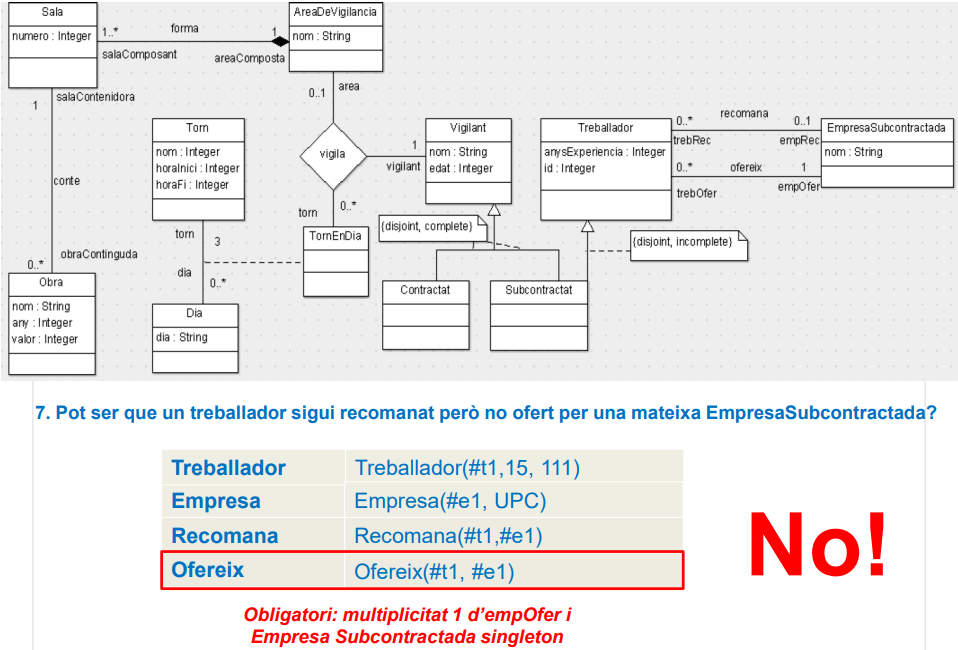 Sala
numero : Integer
1..*
forma
1
salaComposant
areaComposta
AreaDeVigilancia
nom : String
1
salaContenidora
0..1
area
Torn
nom : Integer
horaInici : Integer
horaFi : Integer
vigila
1
vigilant
Vigilant
nom : String
edat : Integer
Treballador
anysExperiencia : Integer
id : Integer
0..*
recomana
0..1
trebRec
empRec
0..*
ofereix
1
trebOfer
empOfer
EmpresaSubcontractada
nom : String
conte
torn
0..*
{disjoint, complete}
{disjoint, incomplete}
torn
3
TornEnDia
0..*
obraContinguda
dia
0..*
Obra
nom : String
any : Integer
valor : Integer
Dia
dia : String
Contractat
Subcontractat
7. Pot ser que un treballador sigui recomanat però no ofert per una mateixa EmpresaSubcontractada?
Treballador Treballador(#t1,15, 111)
Empresa Empresa(#e1, UPC)
Recomana Recomana(#t1,#e1)
Ofereix Ofereix(#t1, #e1)
No!
Obligatori: multiplicitat 1 d'empOfer i
Empresa Subcontractada singleton